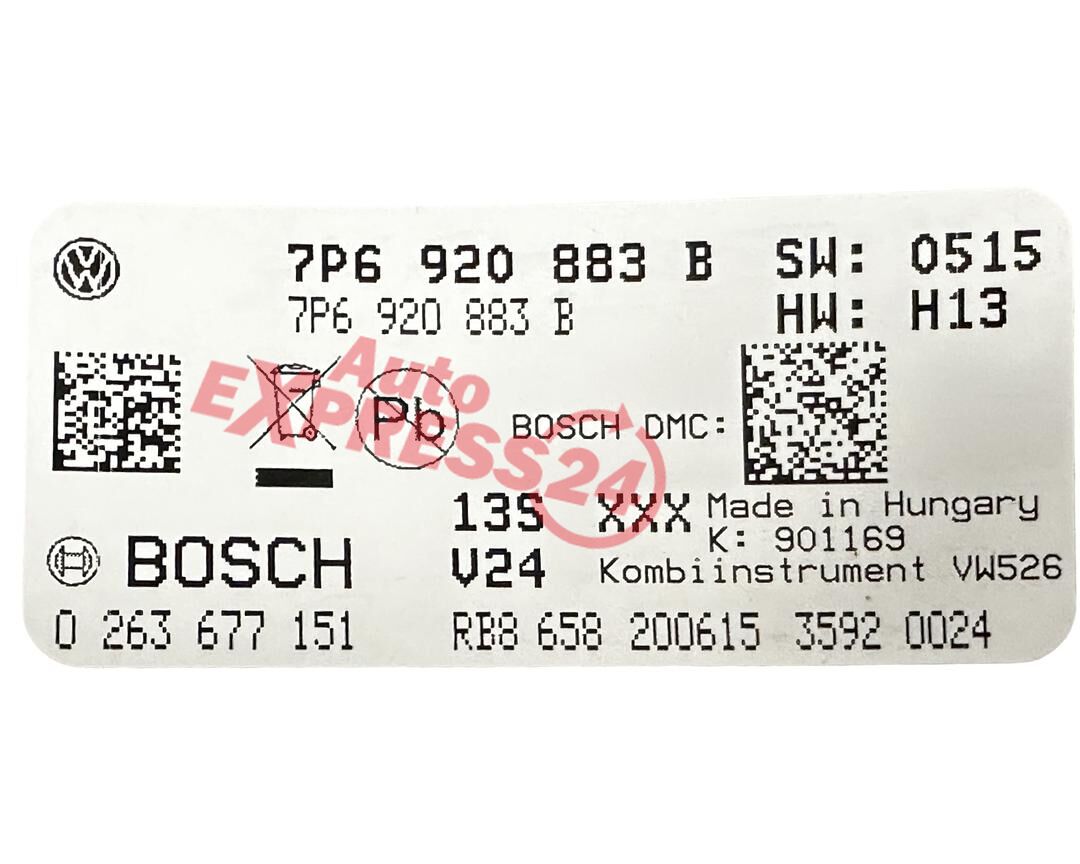 7P6 920 883 B SW: 0515
7P6 920 883 B HW: H13
Auto
EXPRESS24
Pb
BOSCH DMC:
13S XXX Made in Hungary
K: 901169
BOSCH V24 Kombiinstrument VW526
0 263 677 151 RB8 658 200615 3592 0024